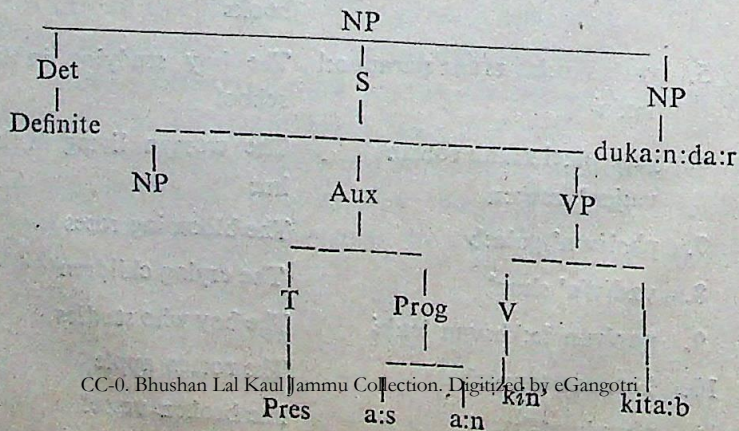 NP
Det S NP
Definite duka:n:da:r
NP Aux VP
T Prog V
CC-0. Bhushan Lal Kaul Jammu Collection. Digitized by eGangotri
Pres a:s a:n kin' kita:b